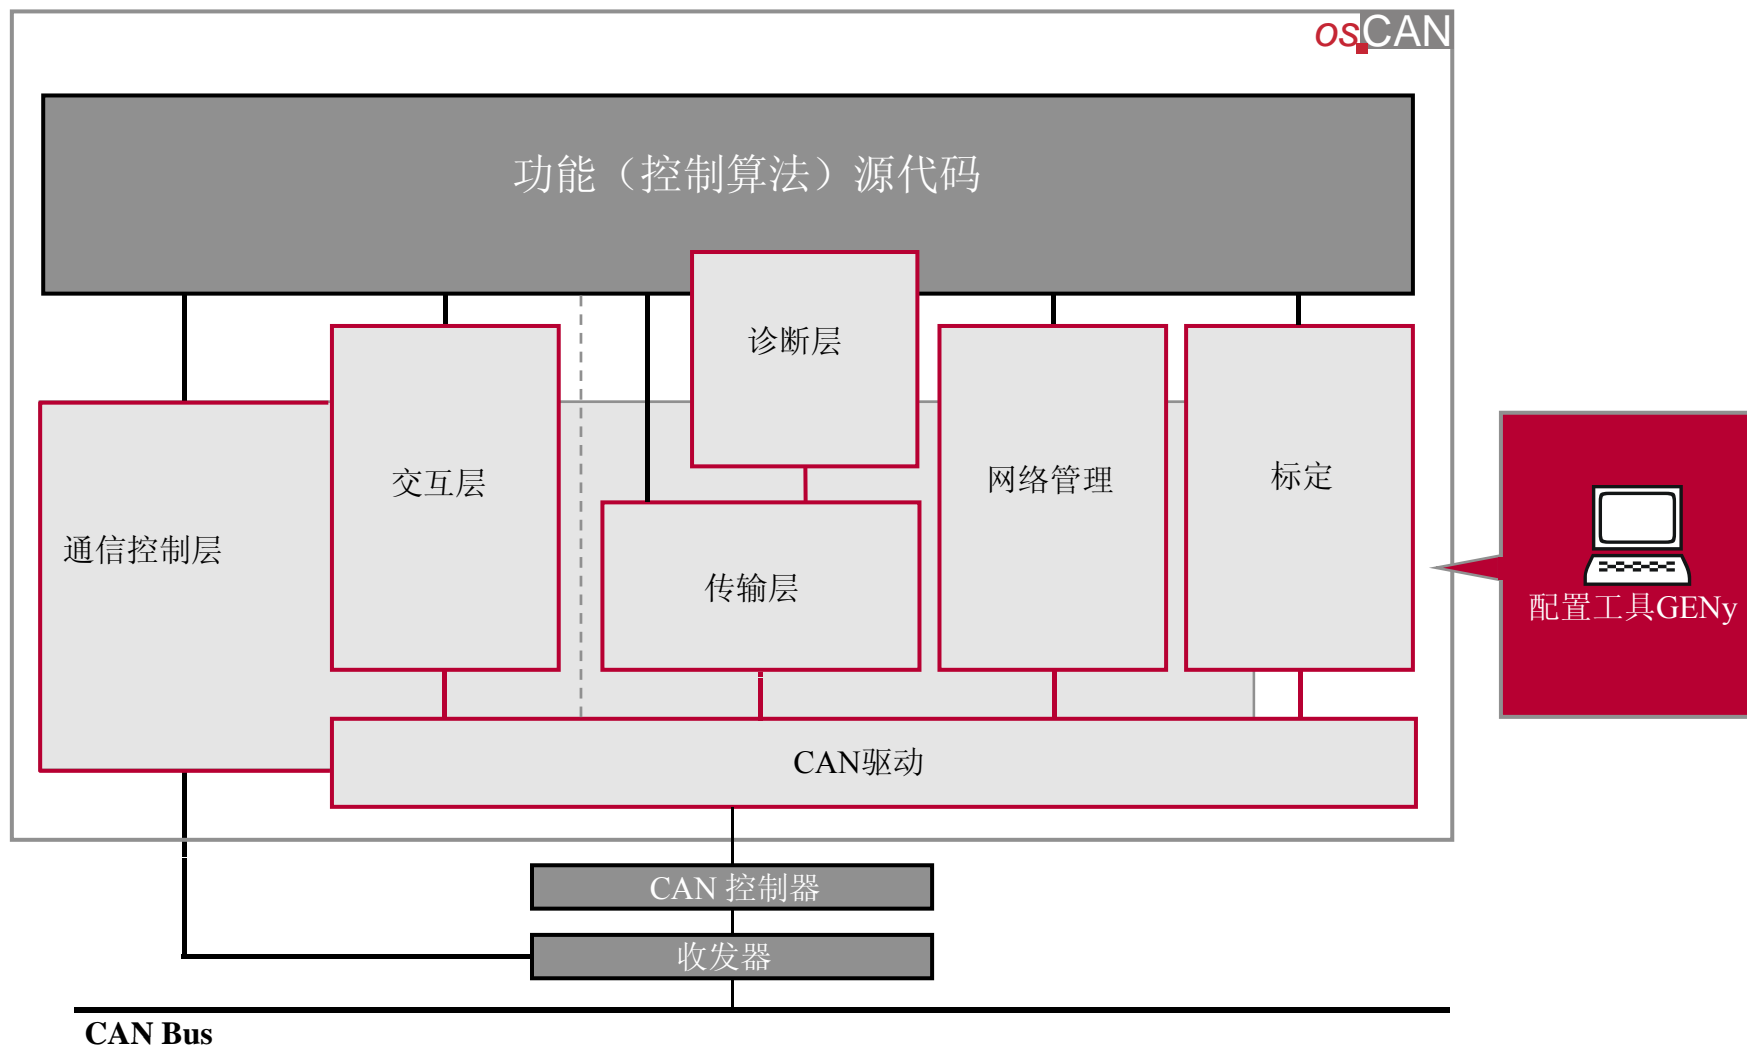 osCAN
功能（控制算法）源代码
诊断层
交互层
网络管理
标定
通信控制层
传输层
配置工具GENy
CAN驱动
CAN 控制器
收发器
CAN Bus